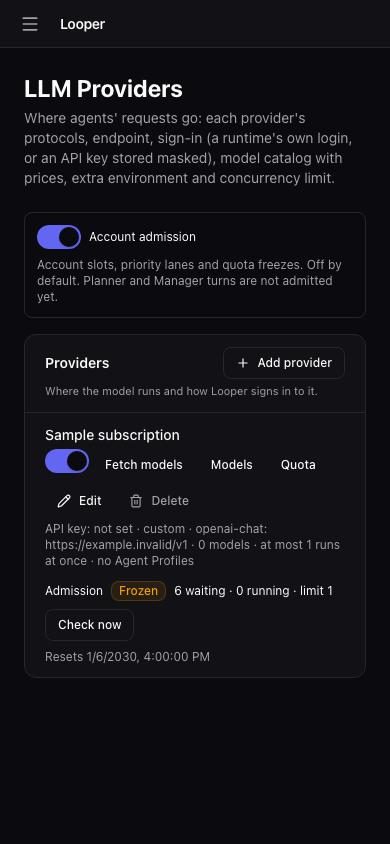 Looper
LLM Providers
Where agents' requests go: each provider's
protocols, endpoint, sign-in (a runtime's own login,
or an API key stored masked), model catalog with
prices, extra environment and concurrency limit.
Account admission
Account slots, priority lanes and quota freezes. Off by
default. Planner and Manager turns are not admitted
yet.
Providers
Add provider
Where the model runs and how Looper signs in to it.
Sample subscription
Fetch models Models Quota
Edit Delete
API key: not set · custom · openai-chat:
https://example.invalid/v1 · 0 models · at most 1 runs
at once · no Agent Profiles
Admission Frozen 6 waiting · 0 running · limit 1
Check now
Resets 1/6/2030, 4:00:00 PM